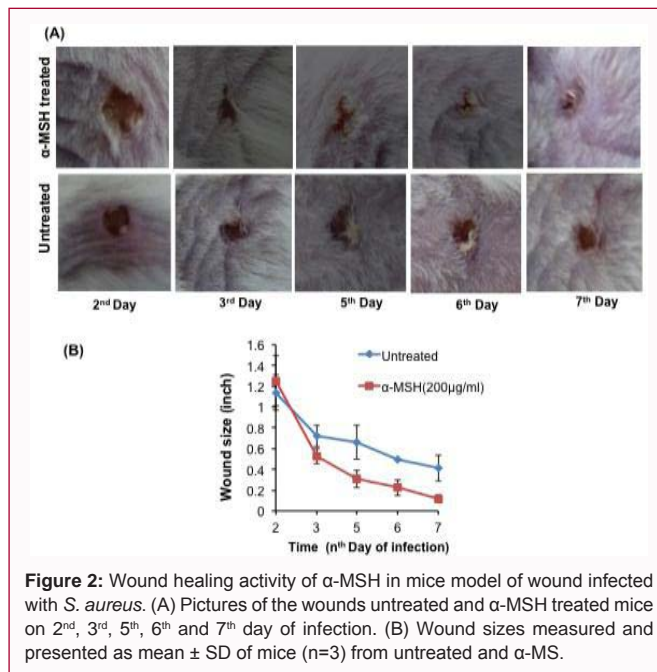 (A)
α-MSH treated
Untreated
2nd Day 3rd Day 5th Day 6th Day 7th Day
(B)
Wound size (inch)
1.6
1.4
1.2
1
0.8
0.6
0.4
0.2
0
Untreated
α-MSH(200μg/ml)
2 3 5 6 7
Time (nth Day of infection)
Figure 2: Wound healing activity of α-MSH in mice model of wound infected
with S. aureus. (A) Pictures of the wounds untreated and α-MSH treated mice
on 2nd, 3rd, 5th, 6th and 7th day of infection. (B) Wound sizes measured and
presented as mean ± SD of mice (n=3) from untreated and α-MS.